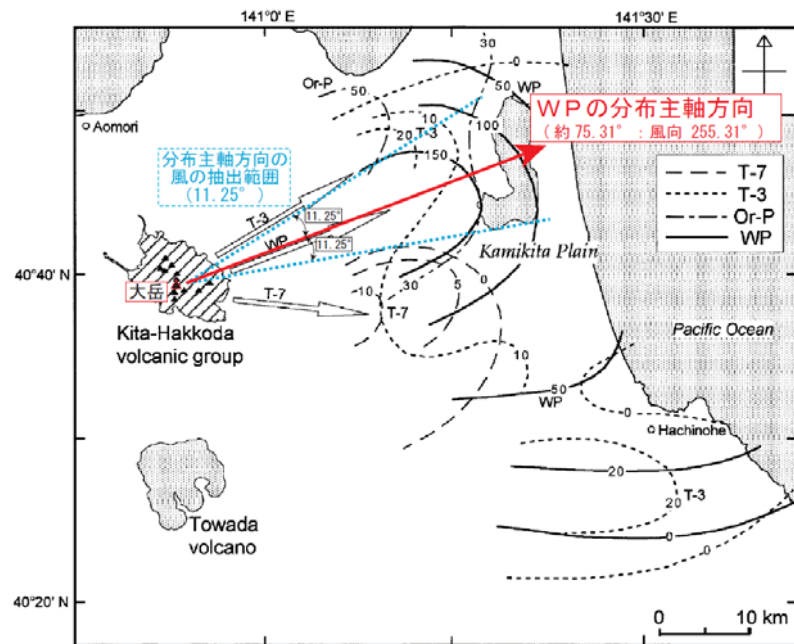 141°0' E
141°30' E
30
0
50
WP
Or-P
50
Aomori
10
20
T-3
100
150
WPの分布主軸方向
(約 75.31° : 風向 255.31°)
分布主軸方向の
風の抽出範囲
(11.25°)
T-7
T-3
Or-P
WP
T-3
11.25°
WP
11.25°
Kamikita Plain
40°40' N
大岳
T-7
10
30
5
0
T-7
Kita-Hakkoda
volcanic group
Pacific Ocean
10
50
WP
0
Hachinohe
20
20
T-3
20
Towada
volcano
0
0
40°20' N
0
10 km